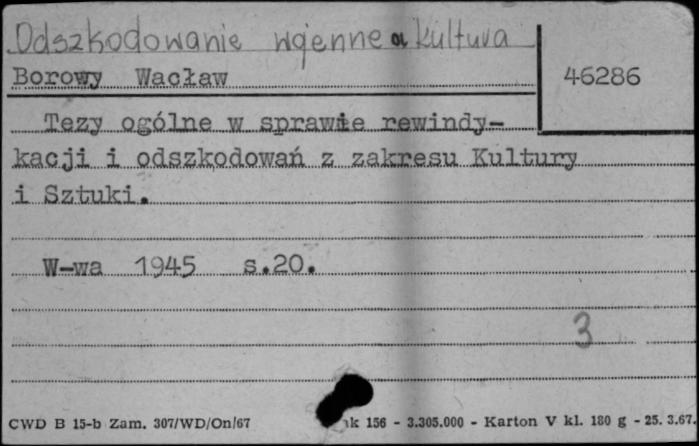 Odszkodowanie wojenne a kultura
Borowy Wacław
46286
Tezy ogólne w sprawie rewindy-
kacji i odszkodowań z zakresu Kultury
i Sztuki.
W-wa 1945 s.20.
3
CWD B 15-b Zam. 307/WD/On/67 156 - 3.305.000 - Karton V kl. 180 g - 25. 3.67.